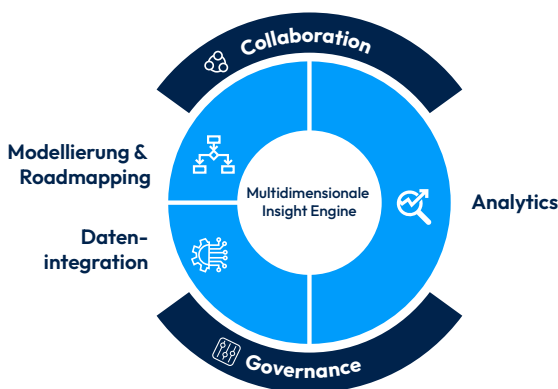 Collaboration
Modellierung &
Roadmapping
Multidimensionale
Insight Engine
Analytics
Daten-
integration
Governance